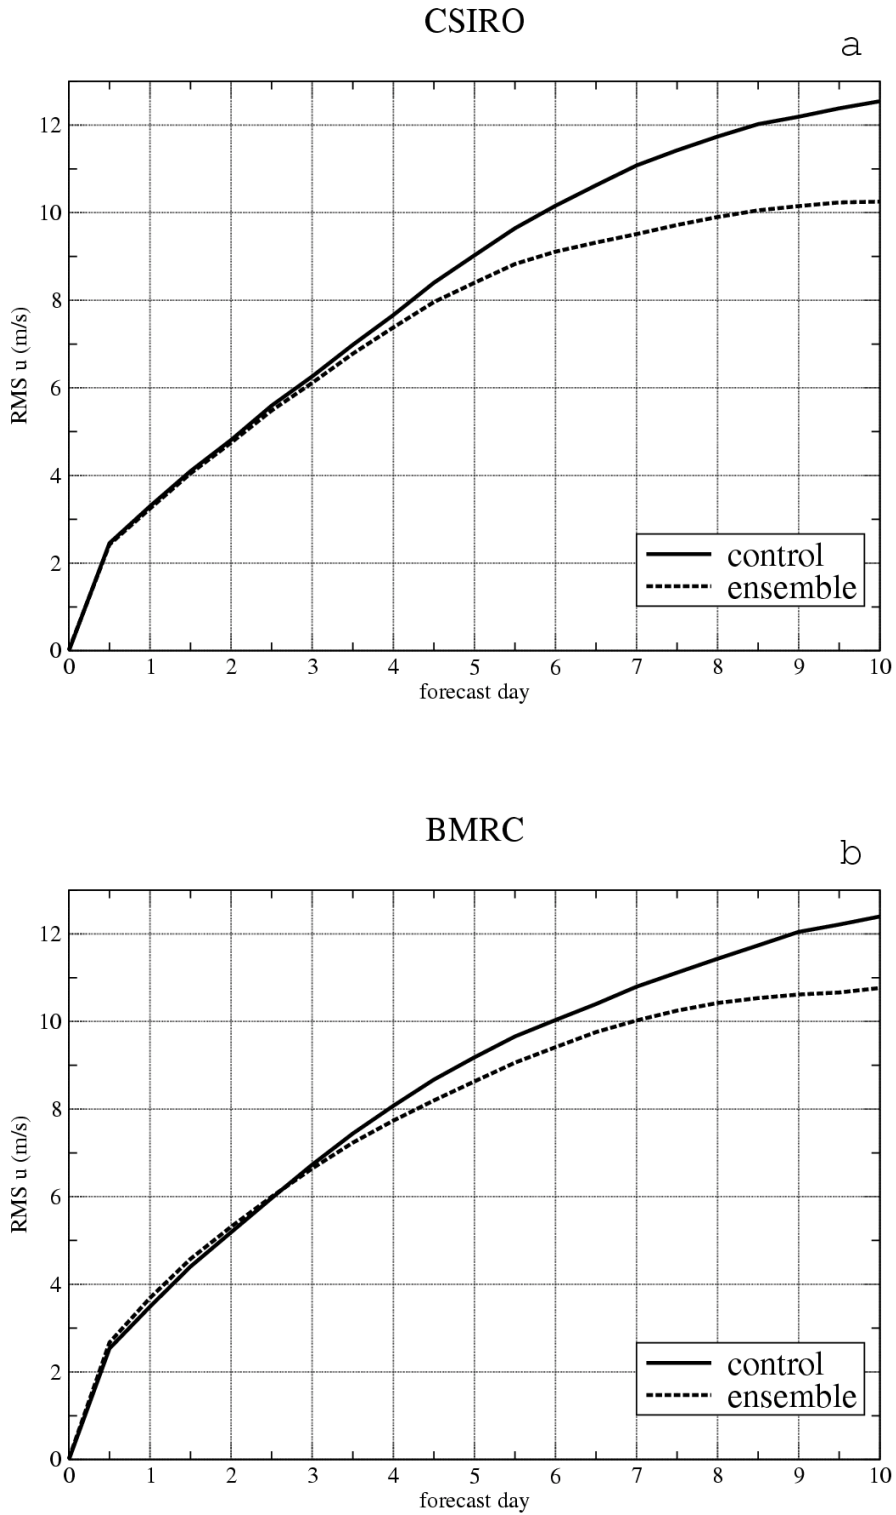 CSIRO
a
12
10
8
6
4
2
0
RMS u (m/s)
control
ensemble
0 1 2 3 4 5 6 7 8 9 10
forecast day
BMRC
b
12
10
8
6
4
2
0
RMS u (m/s)
control
ensemble
0 1 2 3 4 5 6 7 8 9 10
forecast day